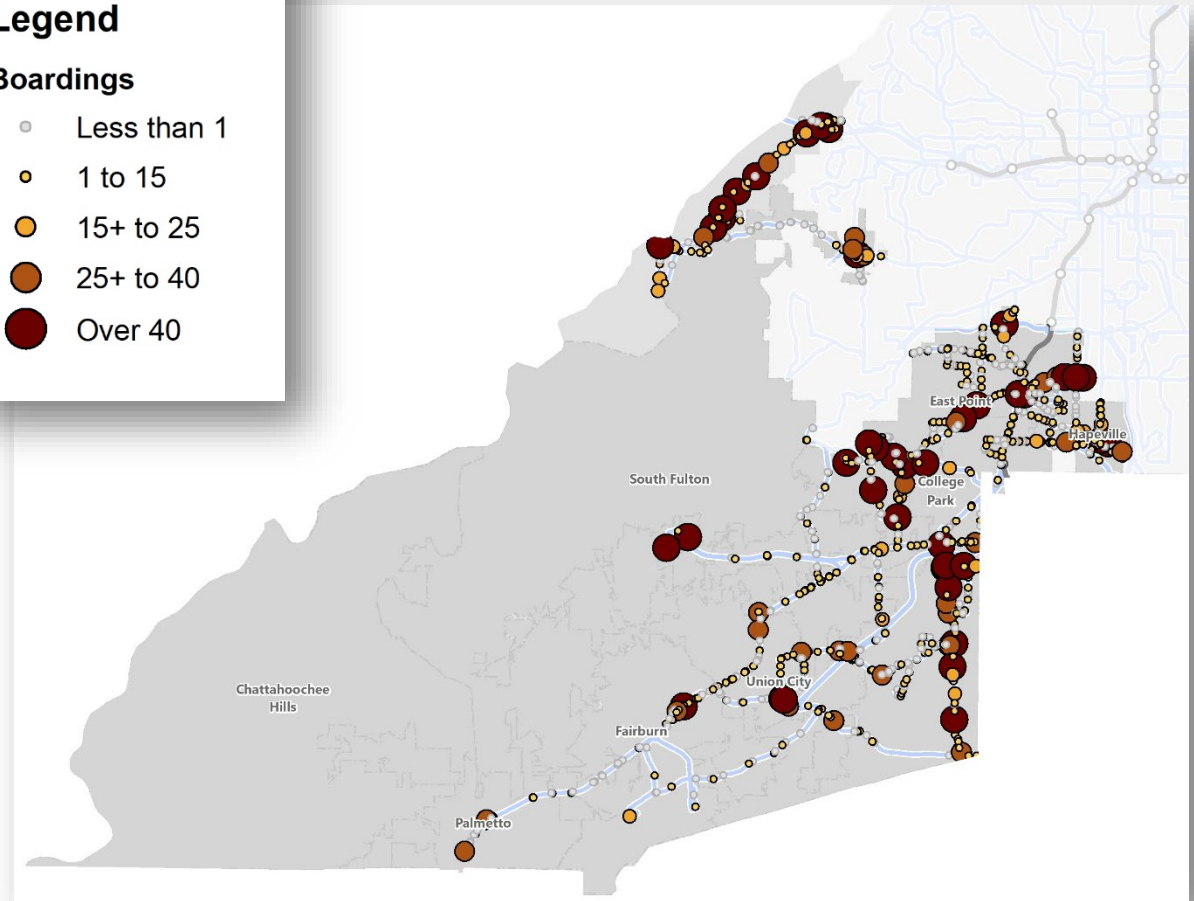 Legend
Boardings
Less than 1
1 to 15
15+ to 25
25+ to 40
Over 40
East Point
Hapeville
South Fulton
College
Park
Chattahoochee
Hills
Union City
Fairburn
Palmetto